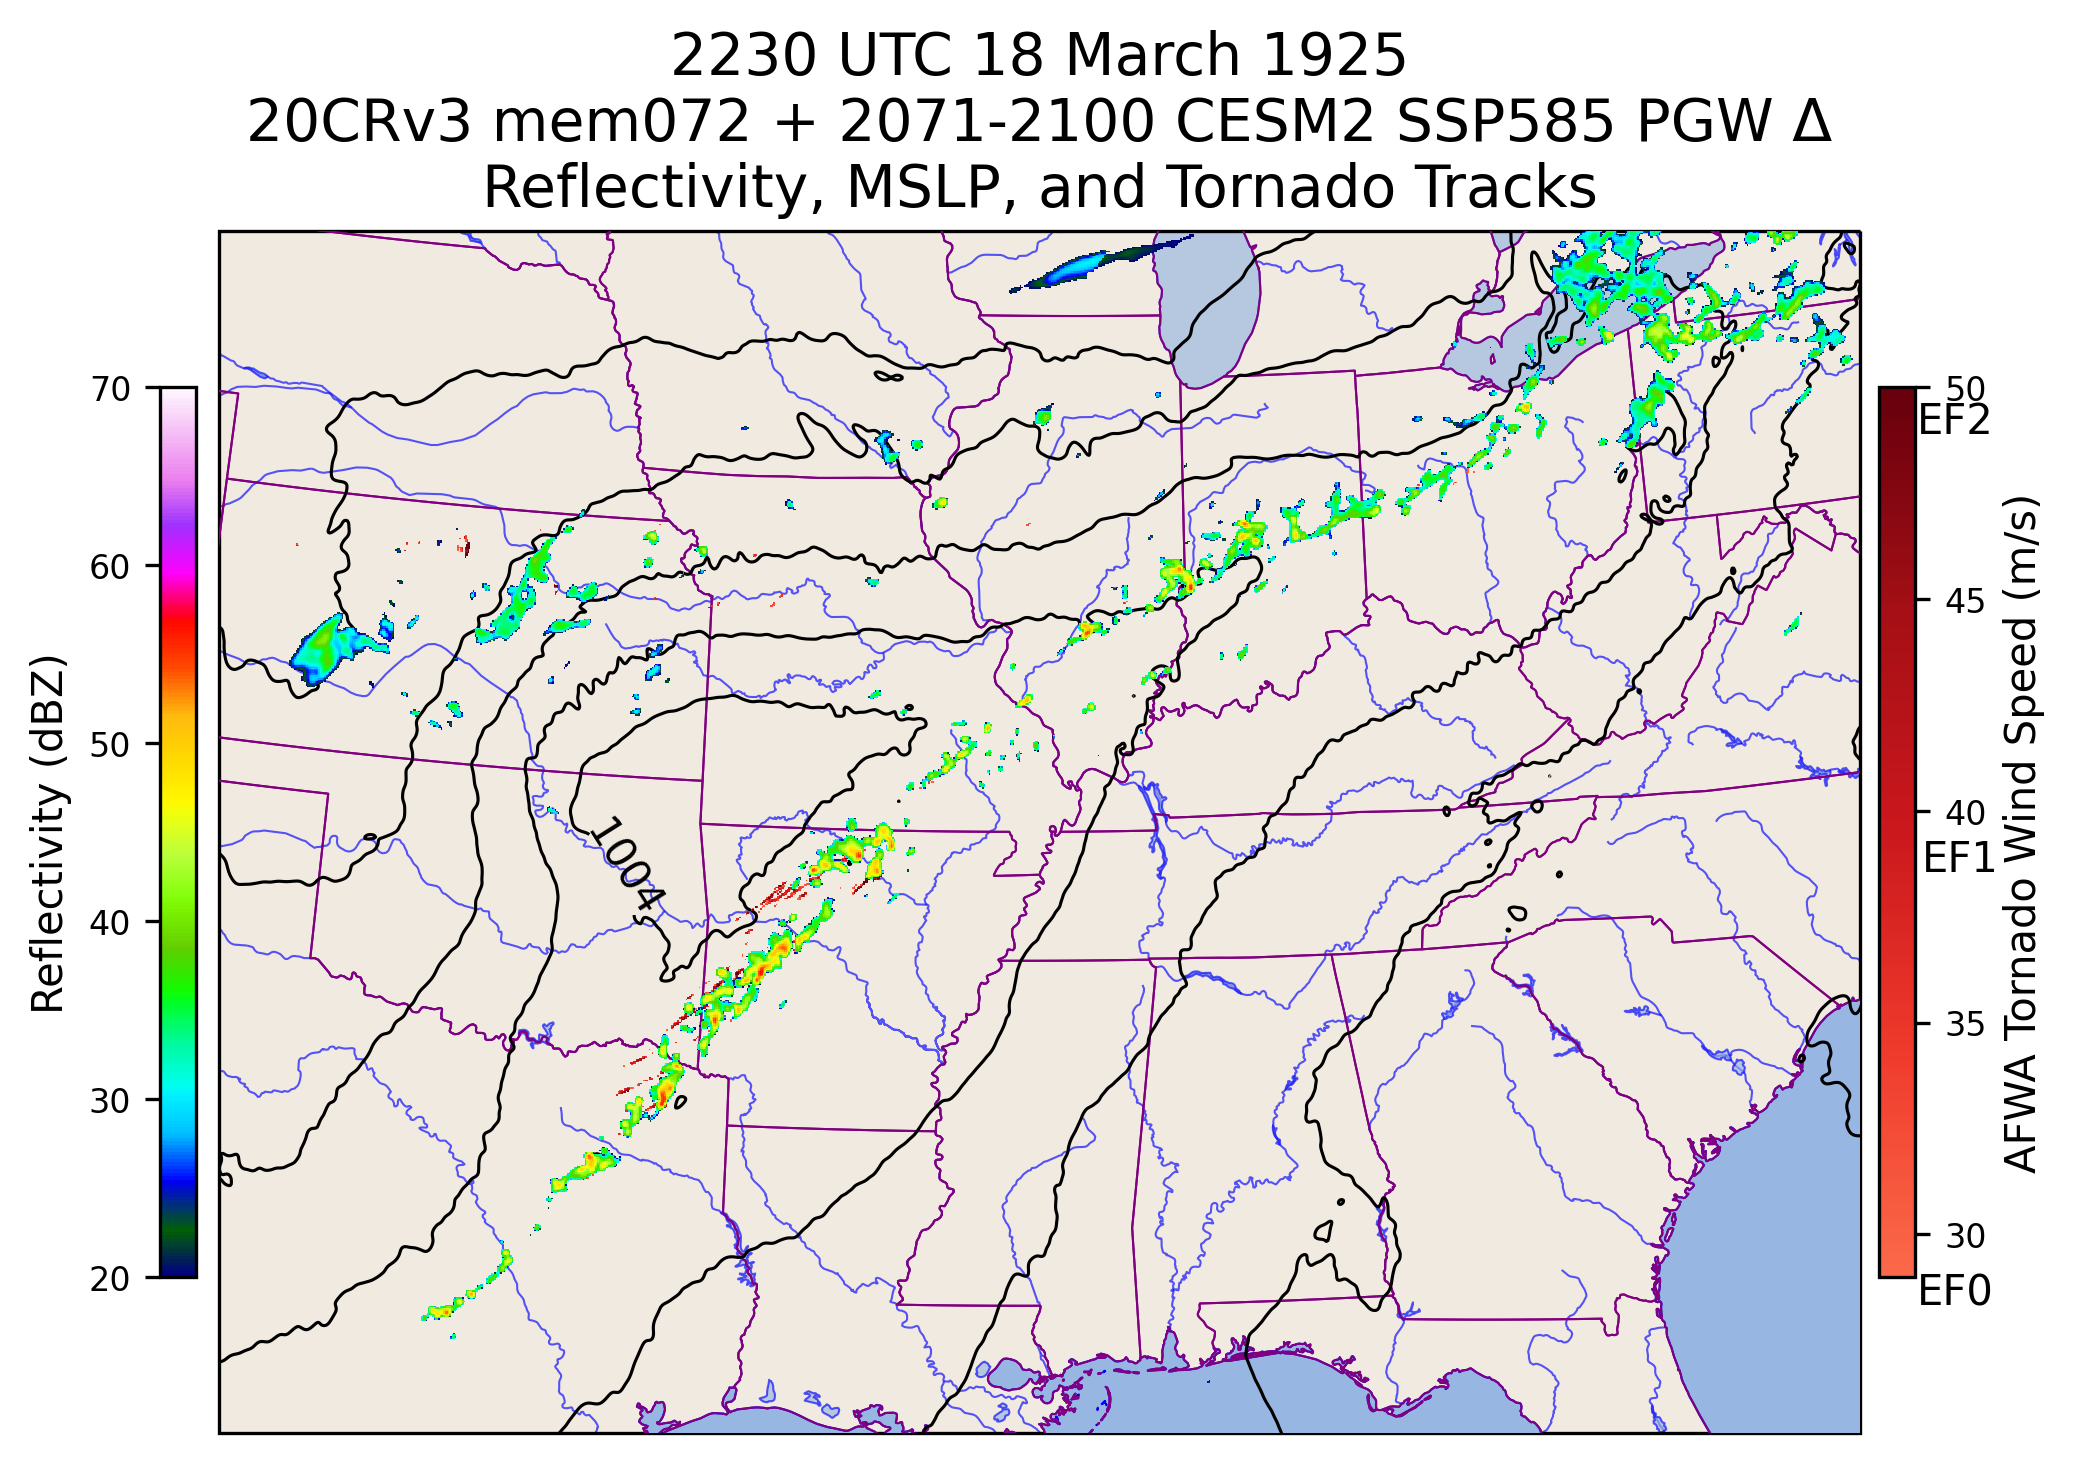 2230 UTC 18 March 1925
20CRv3 mem072 + 2071-2100 CESM2 SSP585 PGW Δ
Reflectivity, MSLP, and Tornado Tracks
70
60
50
40
30
20
Reflectivity (dBZ)
1004
50
EF2
45
40
EF1
35
30
EF0
AFWA Tornado Wind Speed (m/s)